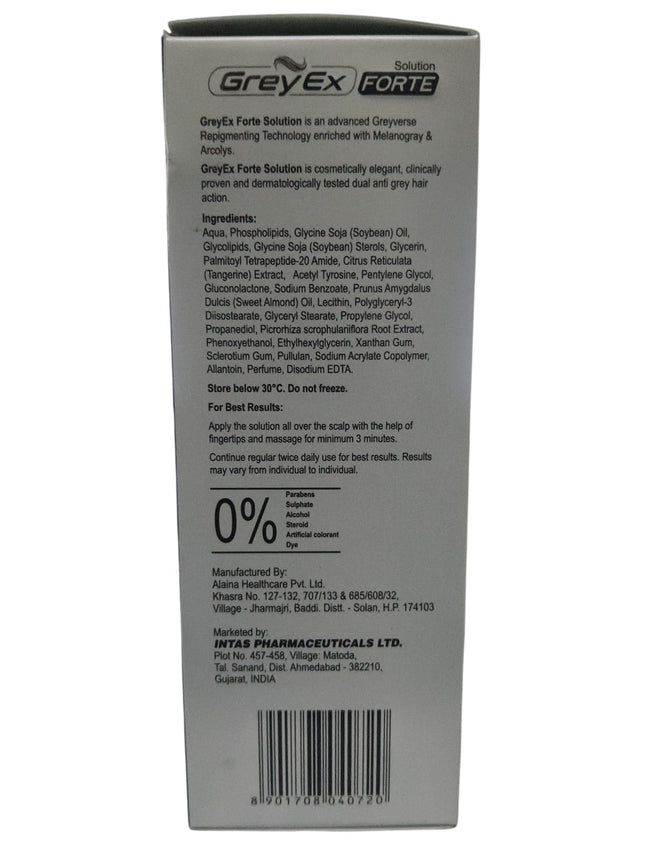 Solution
GreyEx FORTE
GreyEx Forte Solution is an advanced Greyverse
Repigmenting Technology enriched with Melanogray &
Arcolys.
GreyEx Forte Solution is cosmetically elegant, clinically
proven and dermatologically tested dual anti grey hair
action.
Ingredients:
Aqua, Phospholipids, Glycine Soja (Soybean) Oil,
Glycolipids, Glycine Soja (Soybean) Sterols, Glycerin,
Palmitoyl Tetrapeptide-20 Amide, Citrus Reticulata
(Tangerine) Extract, Acetyl Tyrosine, Pentylene Glycol,
Gluconolactone, Sodium Benzoate, Prunus Amygdalus
Dulcis (Sweet Almond) Oil, Lecithin, Polyglyceryl-3
Diisostearate, Glyceryl Stearate, Propylene Glycol,
Propanediol, Picrorhiza scrophulariiflora Root Extract,
Phenoxyethanol, Ethylhexylglycerin, Xanthan Gum,
Sclerotium Gum, Pullulan, Sodium Acrylate Copolymer,
Allantoin, Perfume, Disodium EDTA.
Store below 30°C. Do not freeze.
For Best Results:
Apply the solution all over the scalp with the help of
fingertips and massage for minimum 3 minutes.
Continue regular twice daily use for best results. Results
may vary from individual to individual.
0%
Parabens
Sulphate
Alcohol
Steroid
Artificial colorant
Dye
Manufactured By:
Alaina Healthcare Pvt. Ltd.
Khasra No. 127-132, 707/133 & 685/608/32,
Village - Jharmajri, Baddi. Distt. - Solan, H.P. 174103
Marketed by:
INTAS PHARMACEUTICALS LTD.
Plot No. 457-458, Village: Matoda,
Tal. Sanand, Dist. Ahmedabad - 382210,
Gujarat, INDIA
8 901708 040720